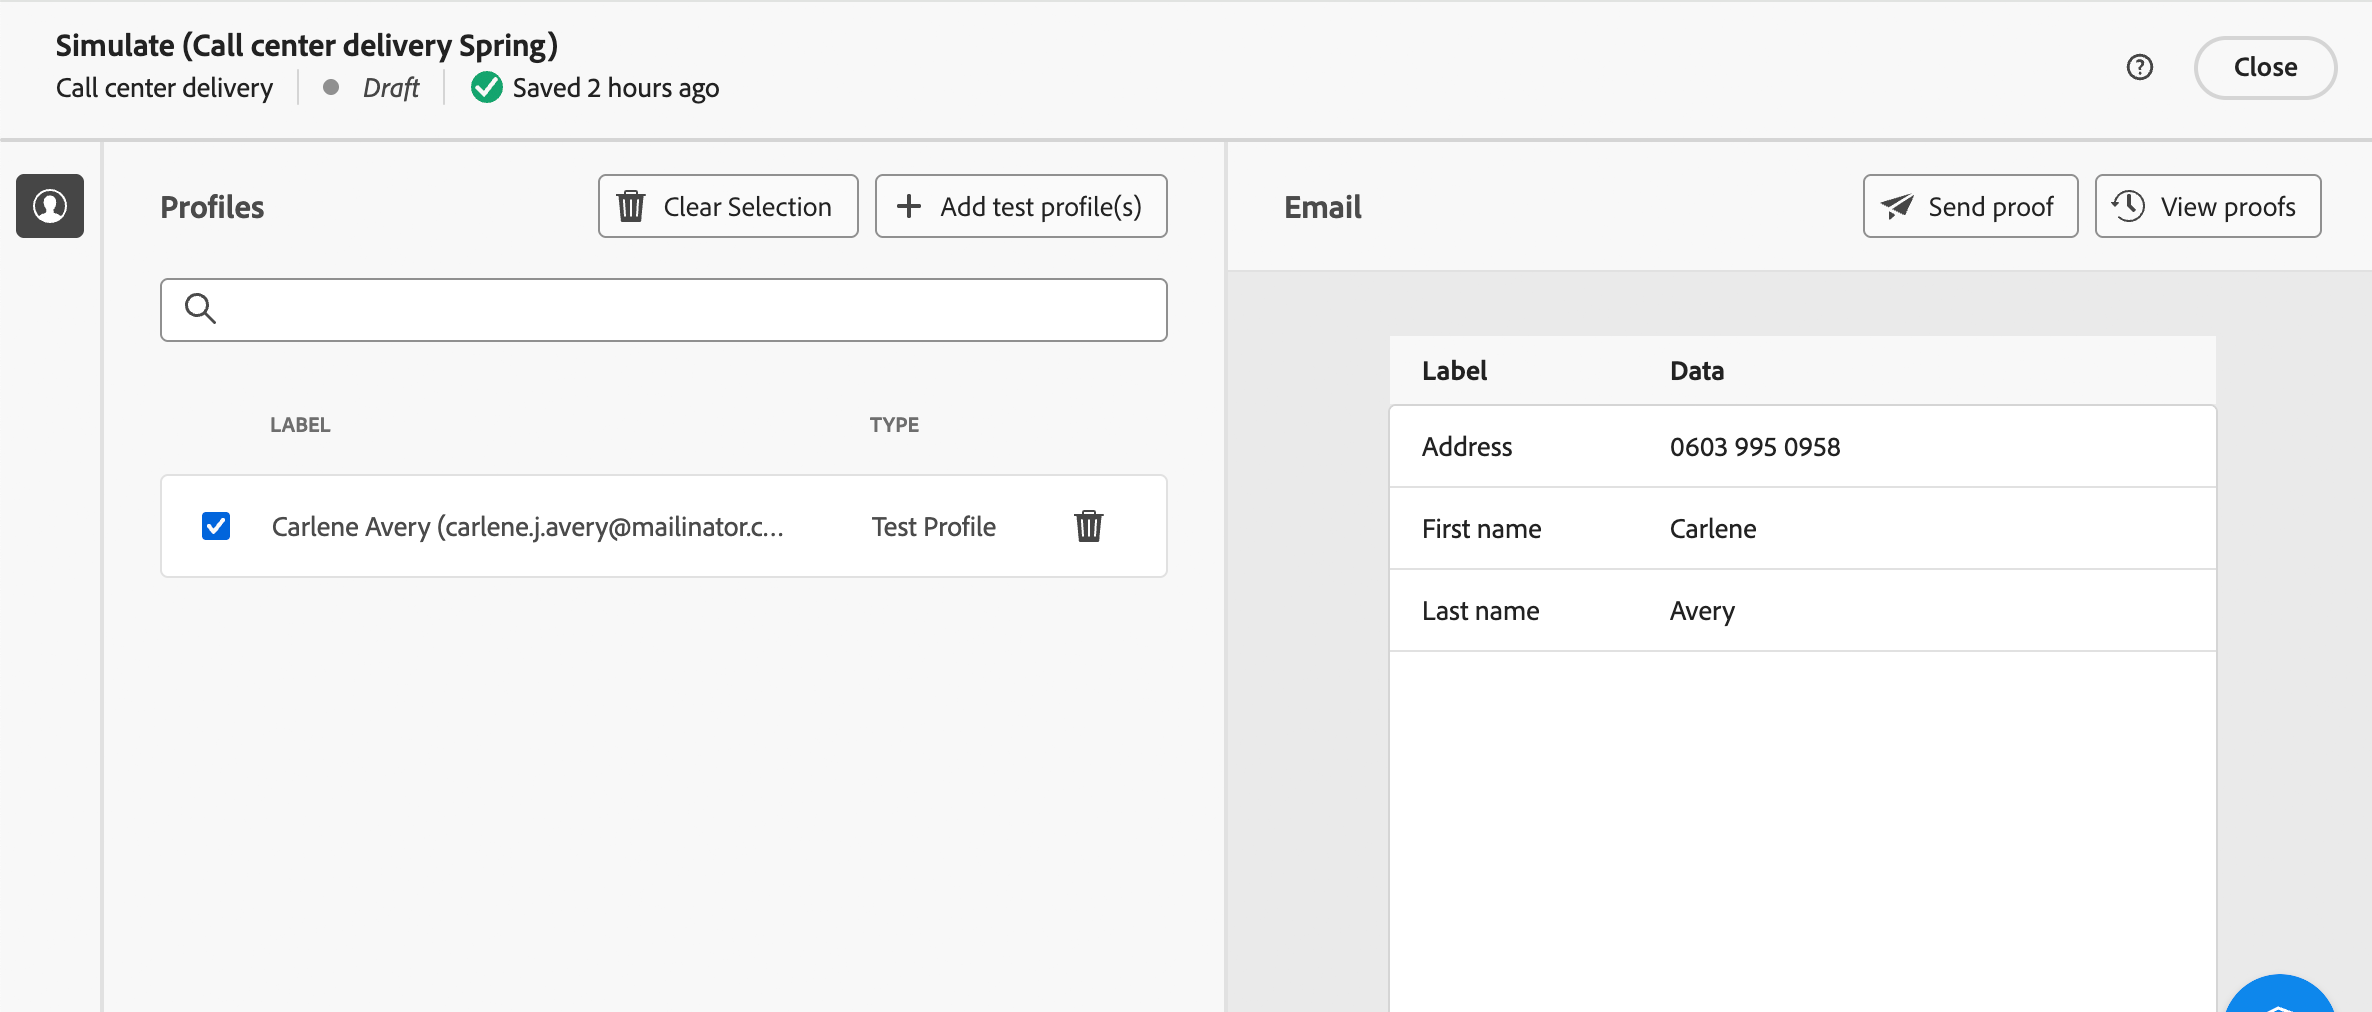 Simulate (Call center delivery Spring)
Call center delivery
Draft
Saved 2 hours ago
Close
Profiles
Clear Selection
Add test profile(s)
Email
Send proof
View proofs
LABEL TYPE
Carlene Avery (carlene.j.avery@mailinator.c... Test Profile
Label Data
Address 0603 995 0958
First name Carlene
Last name Avery